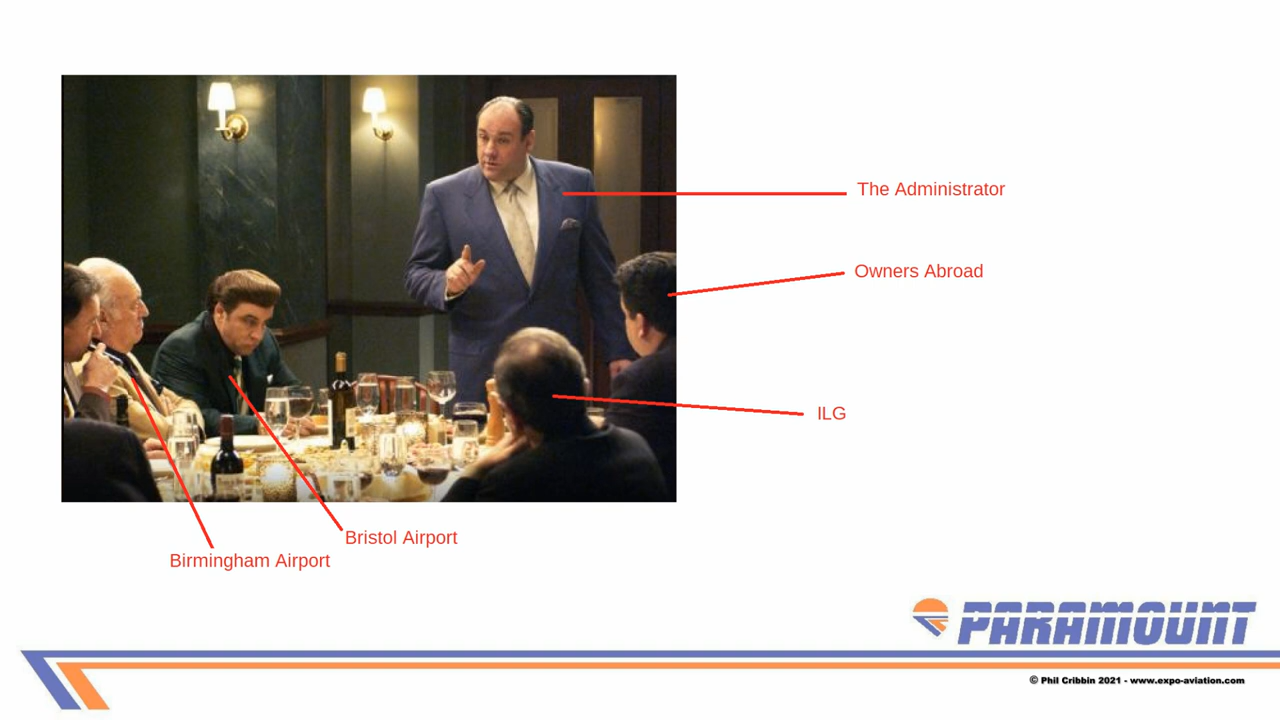 The Administrator
Owners Abroad
ILG
Bristol Airport
Birmingham Airport
PARAMOUNT
© Phil Cribbin 2021 - www.expo-aviation.com